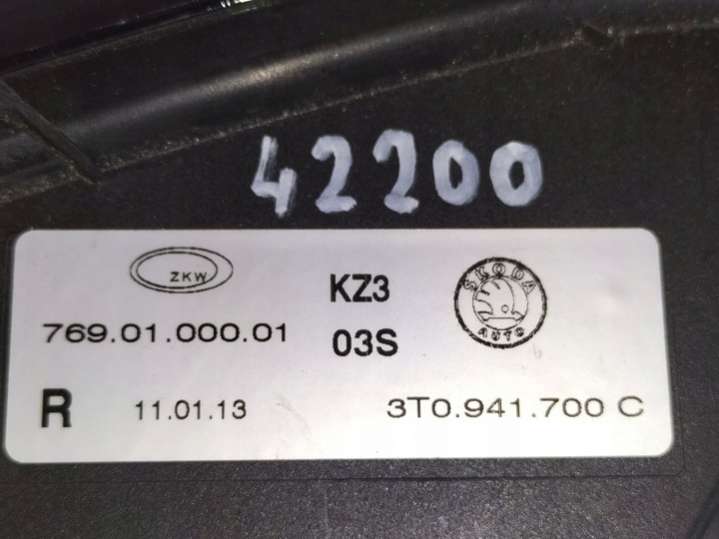 42200
ZKW
KZ3
SKODA
AUTO
769.01.000.01
03S
R
11.01.13
3T0.941.700 C